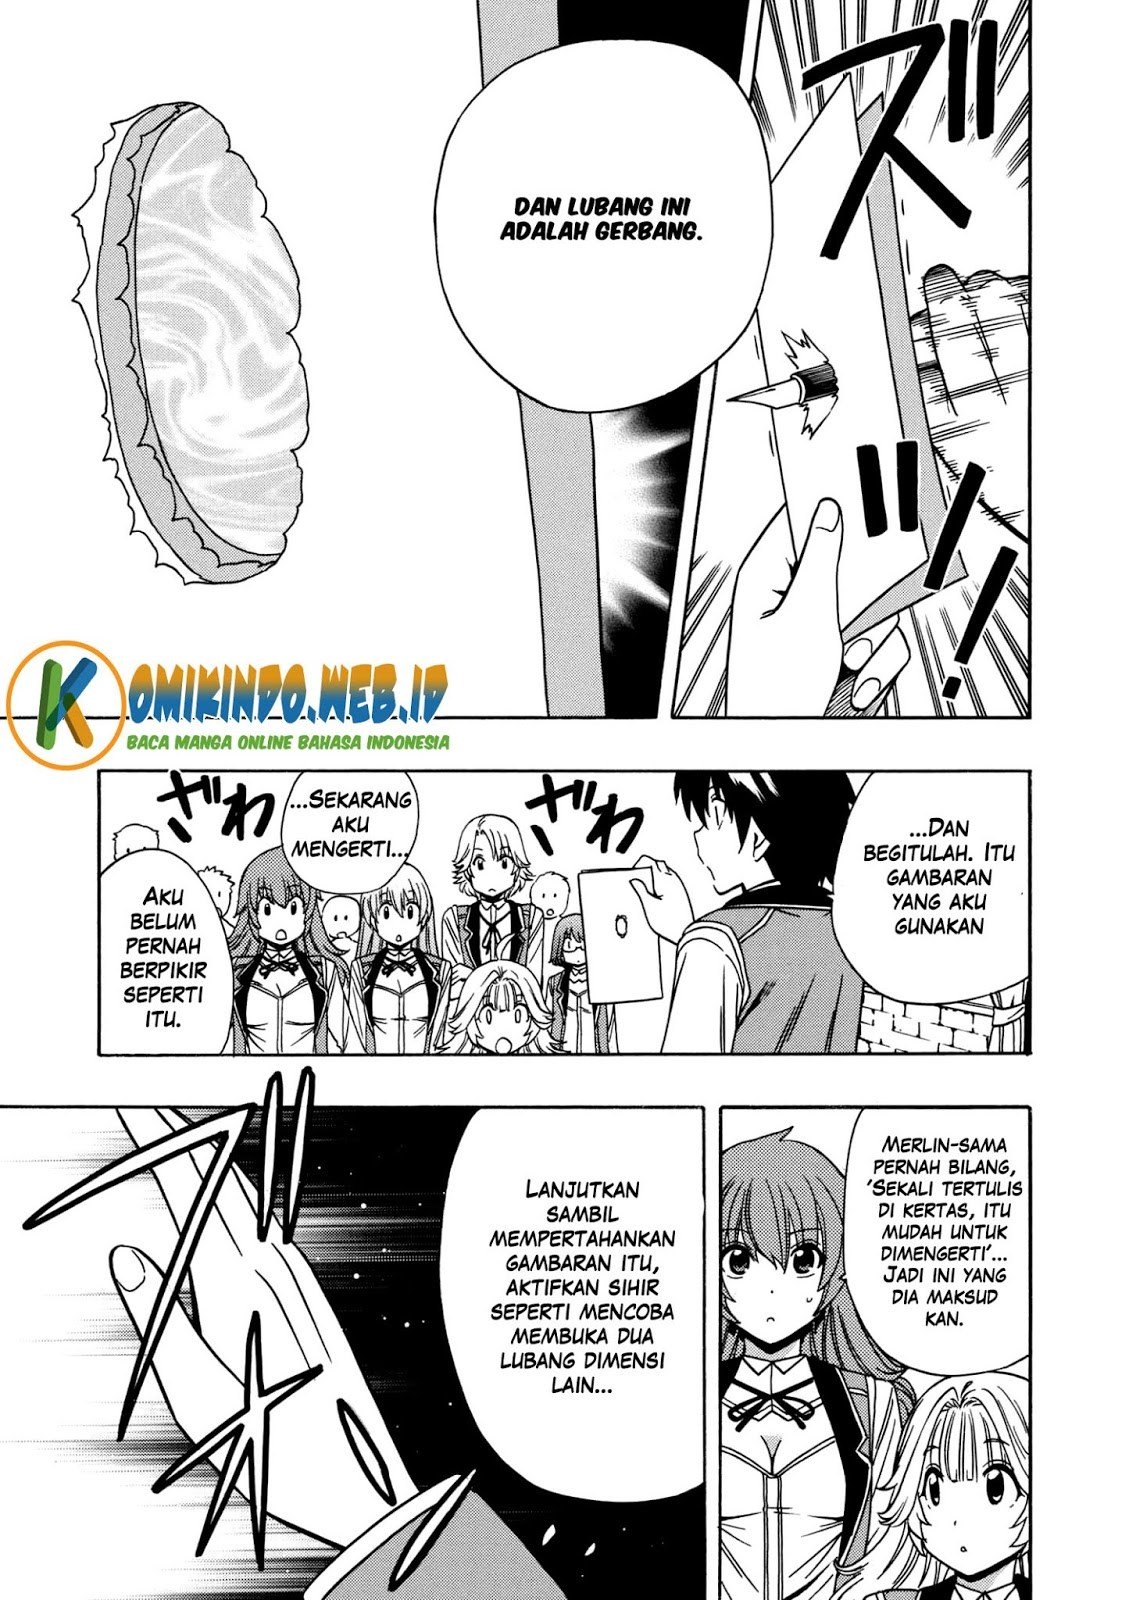 ズ
ッ
!
DAN LUBANG INI
ADALAH GERBANG.
KOMIKINDO.WEB.ID
BACA MANGA ONLINE BAHASA INDONESIA
...DAN
BEGITULAH. ITU
GAMBARAN
YANG AKU
GUNAKAN
ざわ
...SEKARANG
AKU
MENGERTI...
ざわ
AKU
BELUM
PERNAH
BERPIKIR
SEPERTI
ITU.
MERLIN-SAMA
PERNAH BILANG,
'SEKALI TERTULIS
DI KERTAS, ITU
MUDAH UNTUK
DIMENGERTI'...
JADI INI YANG
DIA MAKSUD
KAN.
LANJUTKAN
SAMBIL
MEMPERTAHANKAN
GAMBARAN ITU,
AKTIFKAN SIHIR
SEPERTI MENCOBA
MEMBUKA DUA
LUBANG DIMENSI
LAIN...